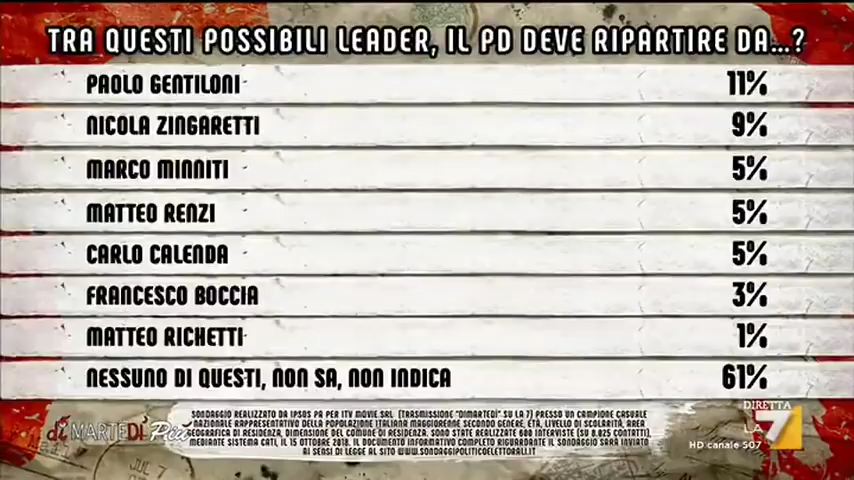 TRA QUESTI POSSIBILI LEADER, IL PD DEVE RIPARTIRE DA...?
PAOLO GENTILONI 11%
NICOLA ZINGARETTI 9%
MARCO MINNITI 5%
MATTEO RENZI 5%
CARLO CALENDA 5%
FRANCESCO BOCCIA 3%
MATTEO RICHETTI 1%
NESSUNO DI QUESTI, NON SA, NON INDICA 61%
SONDAGGIO REALIZZATO DA IPSOS PA PER ITV MOVIE SRL (TRASMISSIONE "DIMARTEDÌ" SU LA 7) PRESSO UN CAMPIONE CASUALE
NAZIONALE RAPPRESENTATIVO DELLA POPOLAZIONE ITALIANA MAGGIORENNE SECONDO GENERE, ETÀ, LIVELLO DI SCOLARITÀ, AREA
GEOGRAFICA DI RESIDENZA, DIMENSIONE DEL COMUNE DI RESIDENZA. SONO STATE REALIZZATE 600 INTERVISTE (SU 8.825 CONTATTI),
MEDIANTE SISTEMA CATI, IL 15 OTTOBRE 2018. IL DOCUMENTO INFORMATIVO COMPLETO RIGUARDANTE IL SONDAGGIO SARÀ INVIATO
AI SENSI DI LEGGE AL SITO WWW.SONDAGGIPOLITICOELETTORALI.IT
di MARTEDÌ Più
JUL 7
DIRETTA
LA 7
HD canale 507